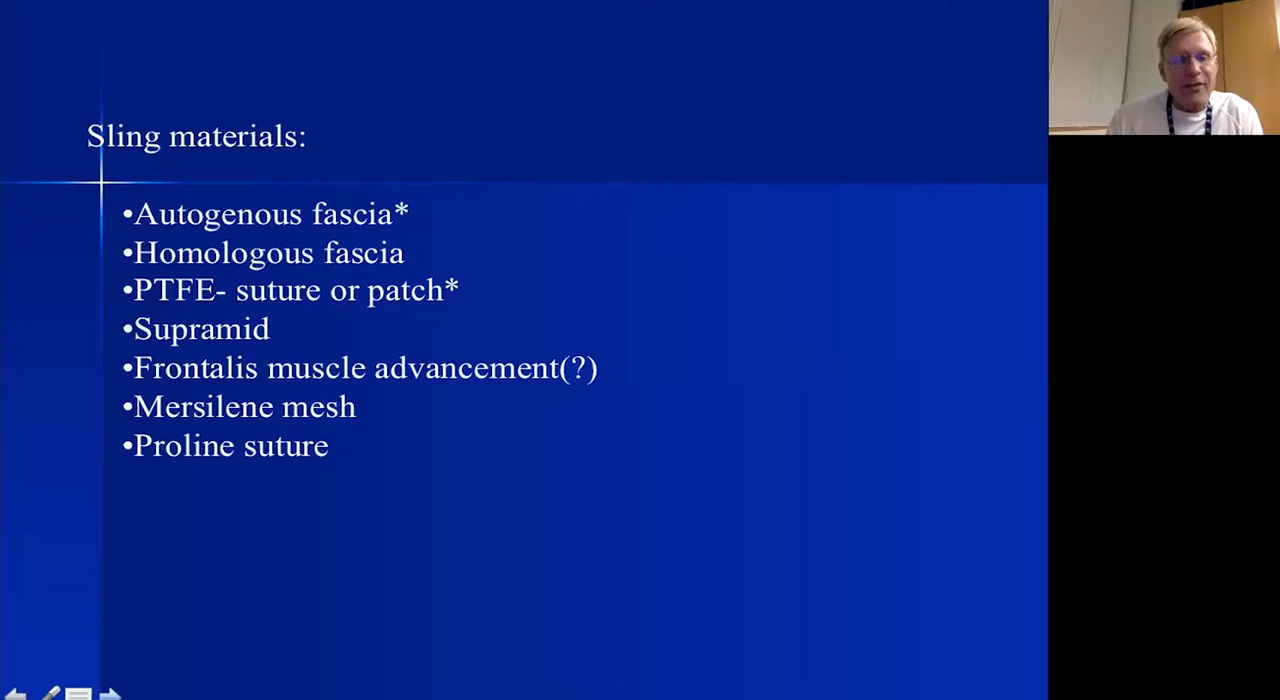 Sling materials:
•Autogenous fascia*
•Homologous fascia
•PTFE- suture or patch*
•Supramid
•Frontalis muscle advancement(?)
•Mersilene mesh
•Proline suture